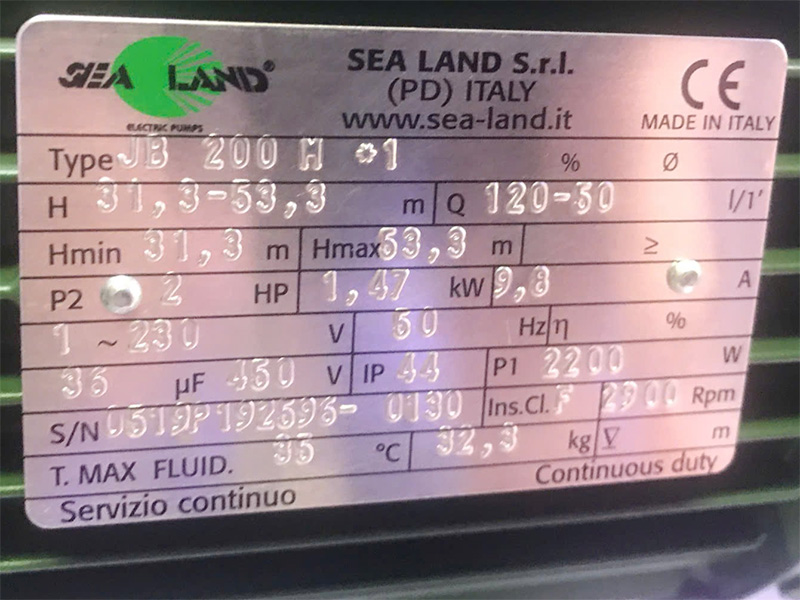 SEA LAND®
ELECTRIC PUMPS
SEA LAND S.r.l.
(PD) ITALY
www.sea-land.it
CE
MADE IN ITALY
Type JB 200 M *1 % Ø
H 31,3-53,3 m Q 120-50 l/1'
Hmin 31,3 m Hmax 53,3 m ≥
P2 2 HP 1,47 kW 9,8 A
1 ~ 230 V 50 Hz η %
36 µF 450 V IP 44 P1 2200 W
S/N 0519P192696- 0130 Ins.Cl. F 2900 Rpm
T. MAX FLUID. 35 °C 32,3 kg V m
Servizio continuo Continuous duty